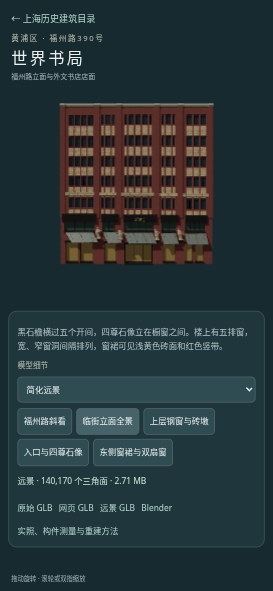 ← 上海历史建筑目录
黄浦区 · 福州路390号
世界书局
福州路立面与外文书店店面
黑石檐横过五个开间，四尊石像立在橱窗之间。楼上有五排窗，
宽、窄窗洞间隔排列，窗裙可见浅黄色砖面和红色竖带。
模型细节
简化远景
福州路斜看
临街立面全景
上层钢窗与砖墩
入口与四尊石像
东侧窗裙与双扇窗
远景 · 140,170 个三角面 · 2.71 MB
原始 GLB 网页 GLB 远景 GLB Blender
实照、构件测量与重建方法
拖动旋转 · 滚轮或双指缩放